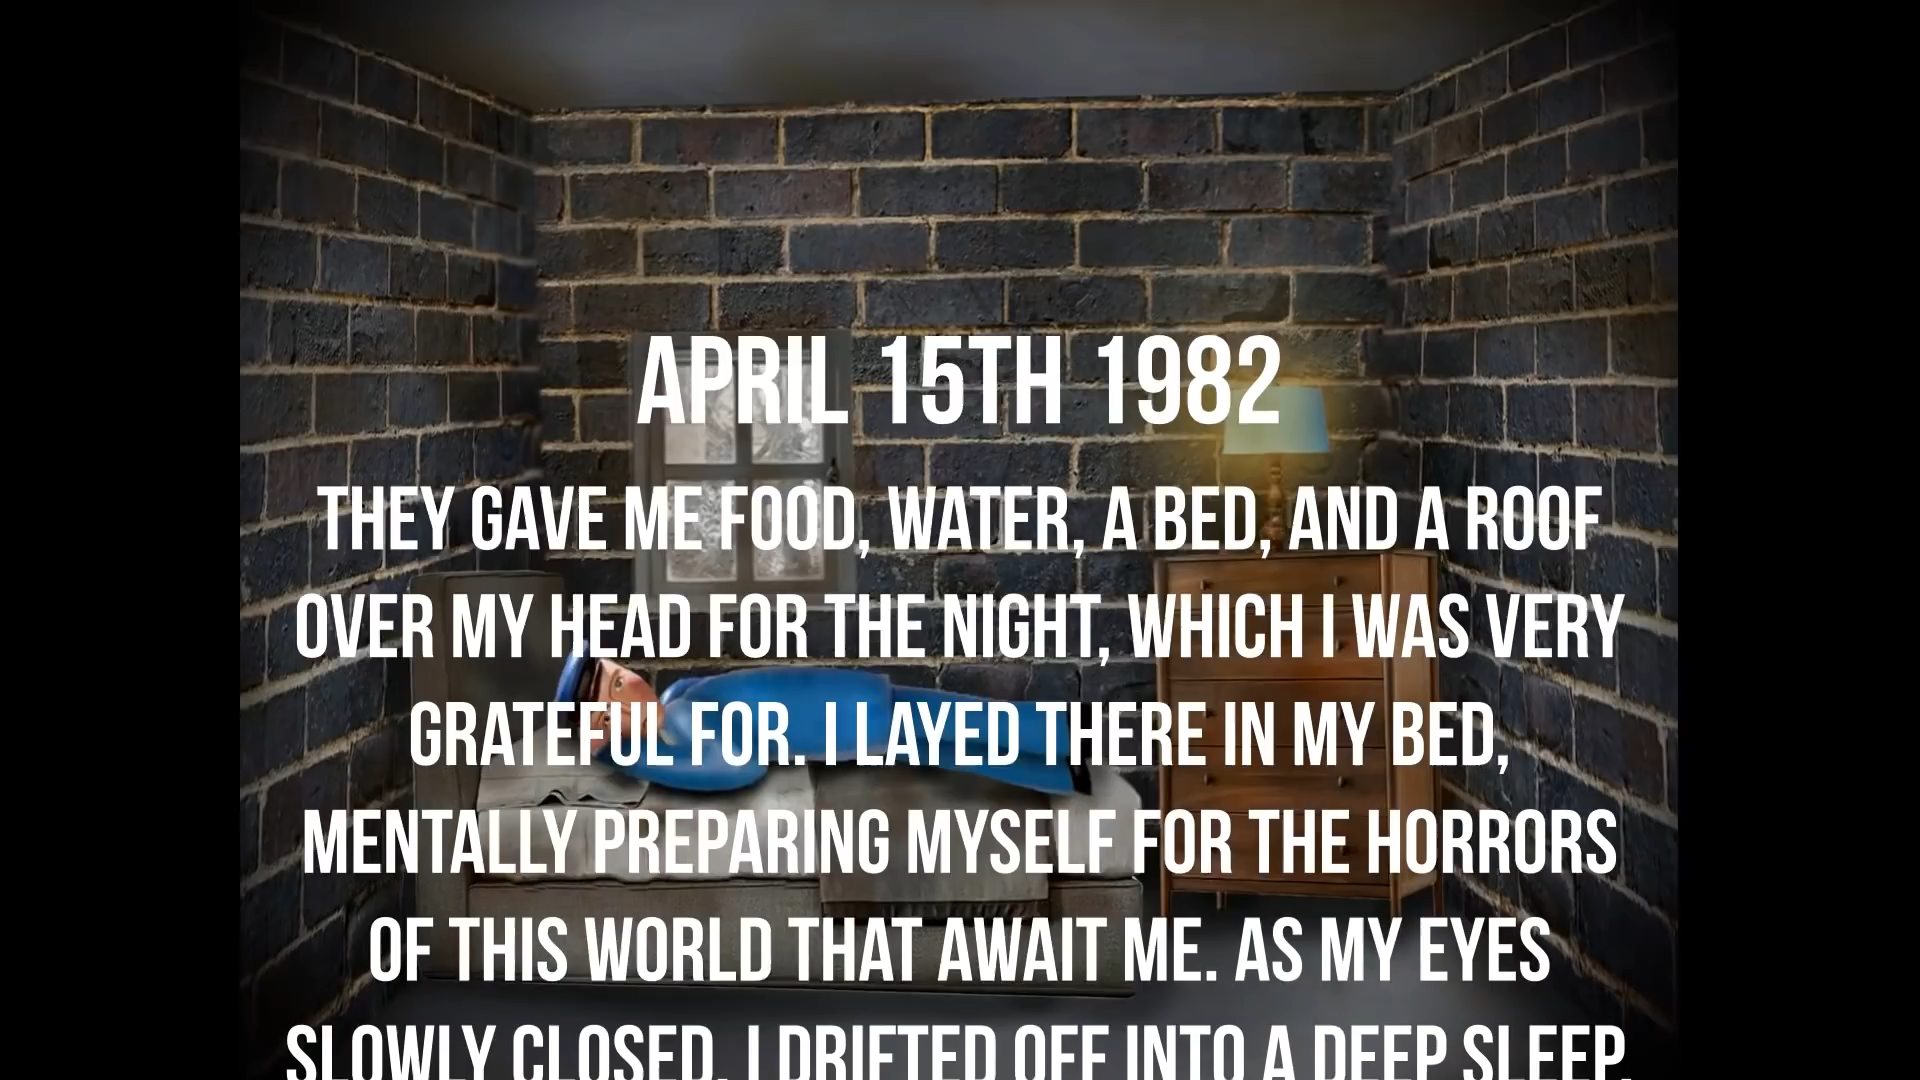 APRIL 15TH 1982
THEY GAVE ME FOOD, WATER, A BED, AND A ROOF
OVER MY HEAD FOR THE NIGHT, WHICH I WAS VERY
GRATEFUL FOR. I LAYED THERE IN MY BED,
MENTALLY PREPARING MYSELF FOR THE HORRORS
OF THIS WORLD THAT AWAIT ME. AS MY EYES
SLOWLY CLOSED, I DRIFTED OFF INTO A DEEP SLEEP.